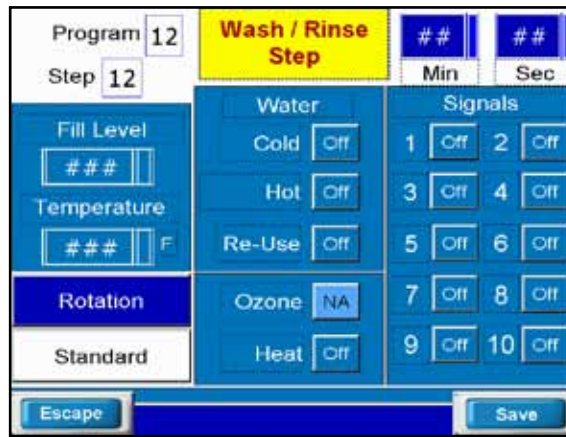 Program 12
Step 12
Wash / Rinse
Step
## ##
Min Sec
Fill Level
###
Temperature
### F
Rotation
Standard
Water
Cold Off
Hot Off
Re-Use Off
Ozone NA
Heat Off
Signals
1 Off 2 Off
3 Off 4 Off
5 Off 6 Off
7 Off 8 Off
9 Off 10 Off
Escape
Save